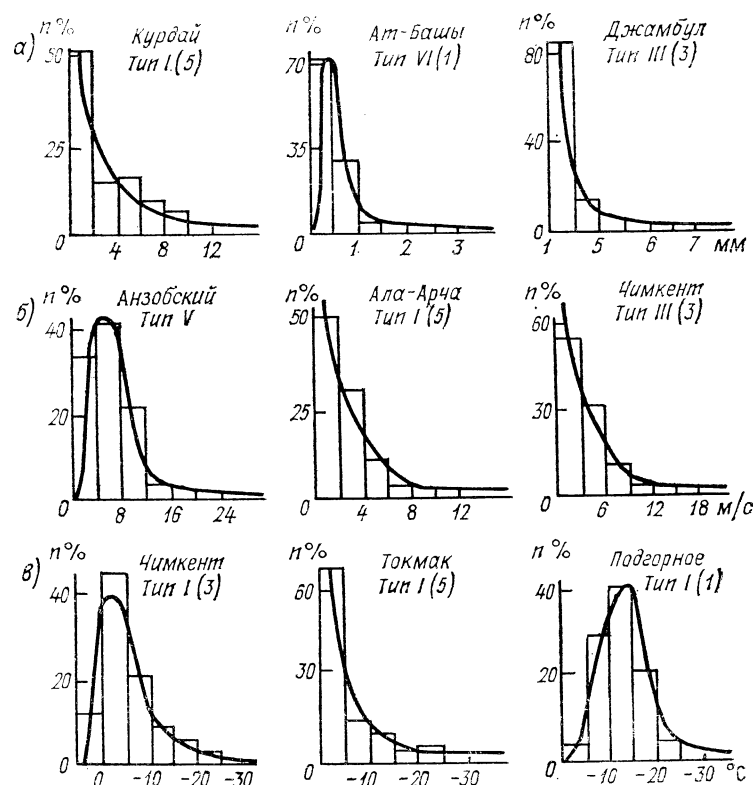 а) n% Курдай
Тип I (5)
50
25
0 4 8 12
n% Ат-Башы
Тип VI (1)
70
35
0 1 2 3
n% Джамбул
Тип III (3)
80
40
0
1 5 6 7 мм
б) n% Анзобский
Тип V
40
20
0 8 16 24
n% Ала-Арча
Тип I (5)
50
25
0 4 8 12
n% Чимкент
Тип III (3)
60
30
0 6 12 18 м/с
в) n% Чимкент
Тип I (3)
40
20
0
0 -10 -20 -30
n% Токмак
Тип I (5)
60
30
0
-10 -20 -30
n% Подгорное
Тип I (1)
40
20
0
-10 -20 -30 °С